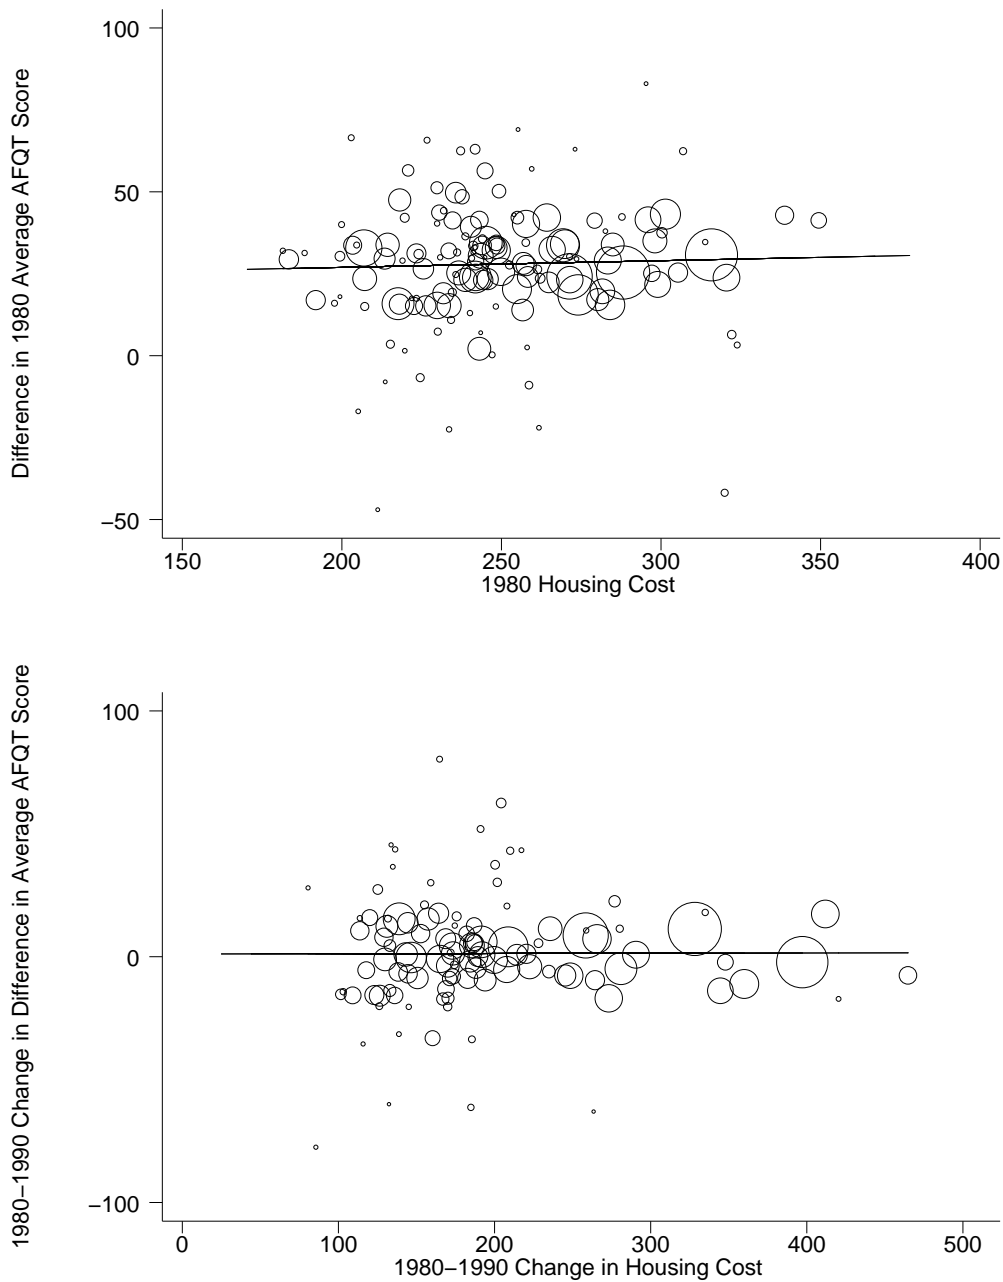 Difference in 1980 Average AFQT Score
100
50
0
−50
150 200 250 300 350 400
1980 Housing Cost
1980−1990 Change in Difference in Average AFQT Score
100
0
−100
0 100 200 300 400 500
1980−1990 Change in Housing Cost